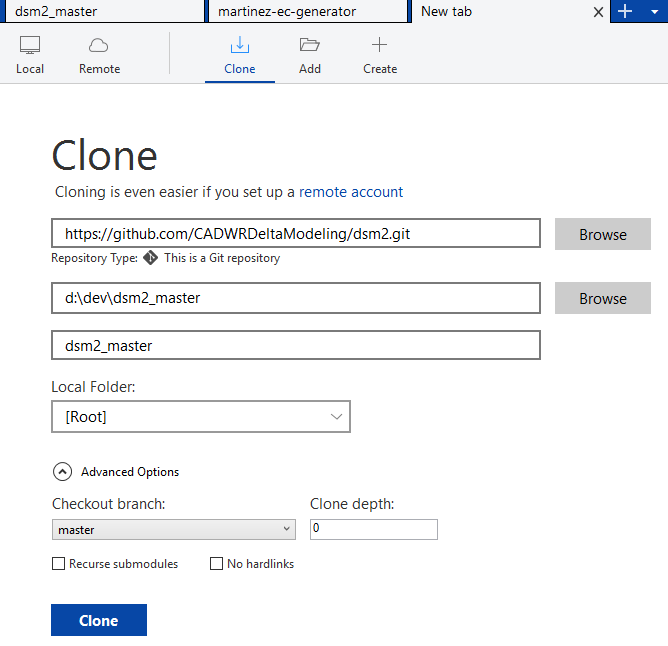 dsm2_master martinez-ec-generator New tab
Local Remote Clone Add Create
Clone
Cloning is even easier if you set up a remote account
https://github.com/CADWRDeltaModeling/dsm2.git Browse
Repository Type: This is a Git repository
d:\dev\dsm2_master Browse
dsm2_master
Local Folder:
[Root]
Advanced Options
Checkout branch: Clone depth:
master 0
Recurse submodules No hardlinks
Clone